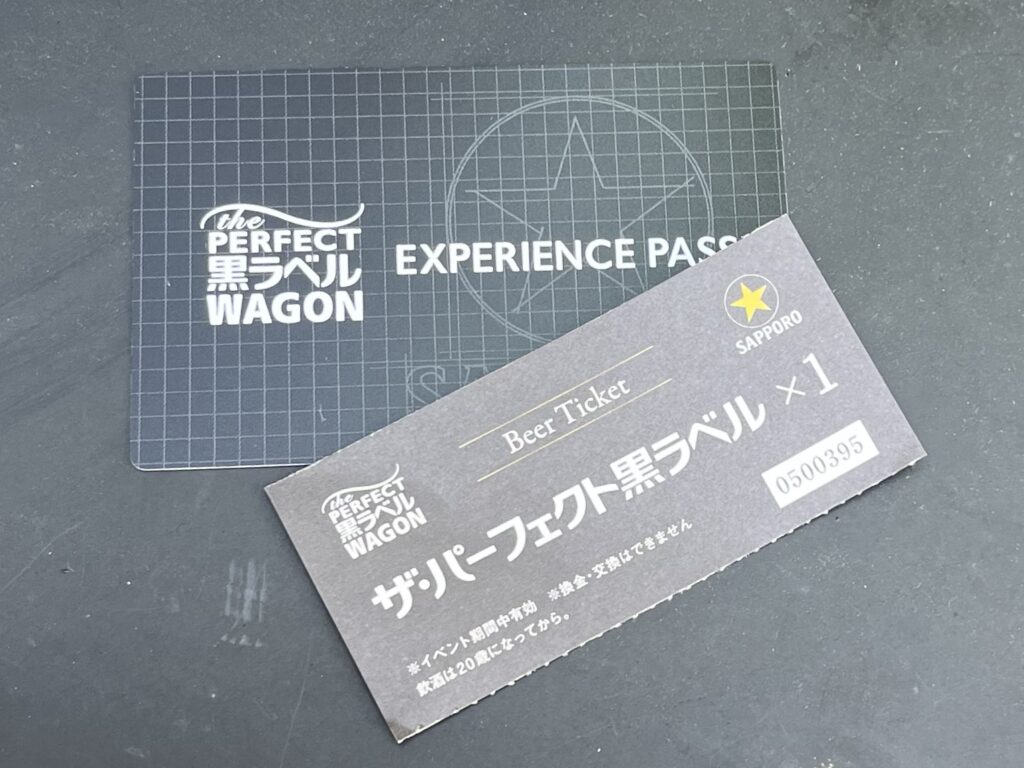 the
PERFECT
黒ラベル
WAGON
EXPERIENCE PASS
SAPPORO
Beer Ticket
the
PERFECT
黒ラベル
WAGON
ザ・パーフェクト黒ラベル ×1
0500395
※イベント期間中有効 ※換金・交換はできません
飲酒は20歳になってから。